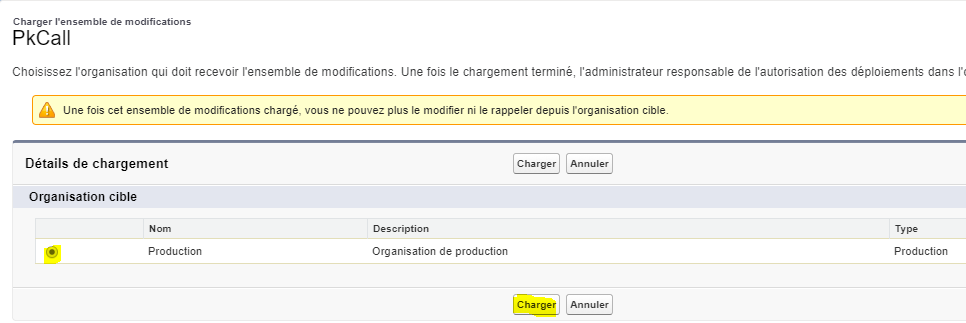 Charger l'ensemble de modifications
PkCall
Choisissez l'organisation qui doit recevoir l'ensemble de modifications. Une fois le chargement terminé, l'administrateur responsable de l'autorisation des déploiements dans
Une fois cet ensemble de modifications chargé, vous ne pouvez plus le modifier ni le rappeler depuis l'organisation cible.
Détails de chargement Charger Annuler
Organisation cible
Nom Description Type
Production Organisation de production Production
Charger Annuler